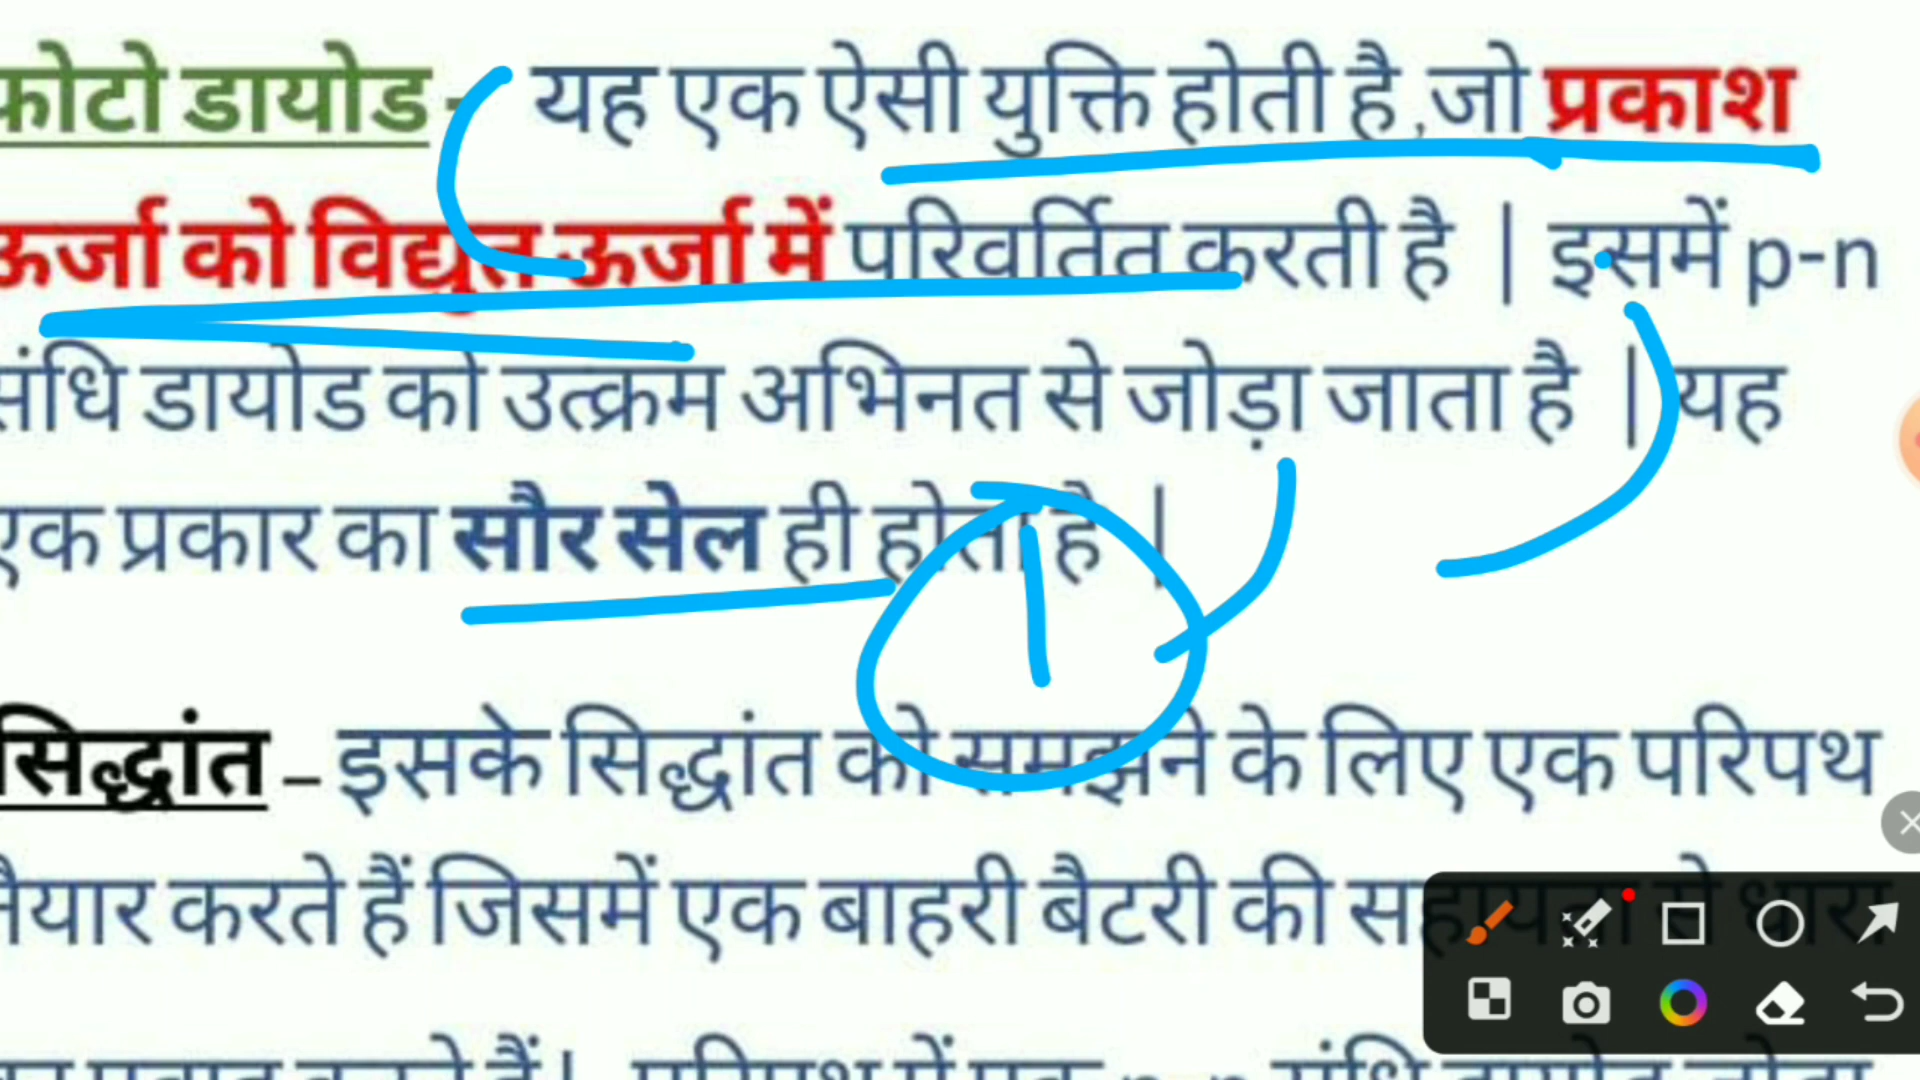 फोटो डायोड - यह एक ऐसी युक्ति होती है ,जो प्रकाश
ऊर्जा को विद्युत ऊर्जा में परिवर्तित करती है | इसमें p-n
संधि डायोड को उत्क्रम अभिनत से जोड़ा जाता है | यह
एक प्रकार का सौर सेल ही होता है |
1
सिद्धांत – इसके सिद्धांत को समझने के लिए एक परिपथ
तैयार करते हैं जिसमें एक बाहरी बैटरी की सहायता से धारा